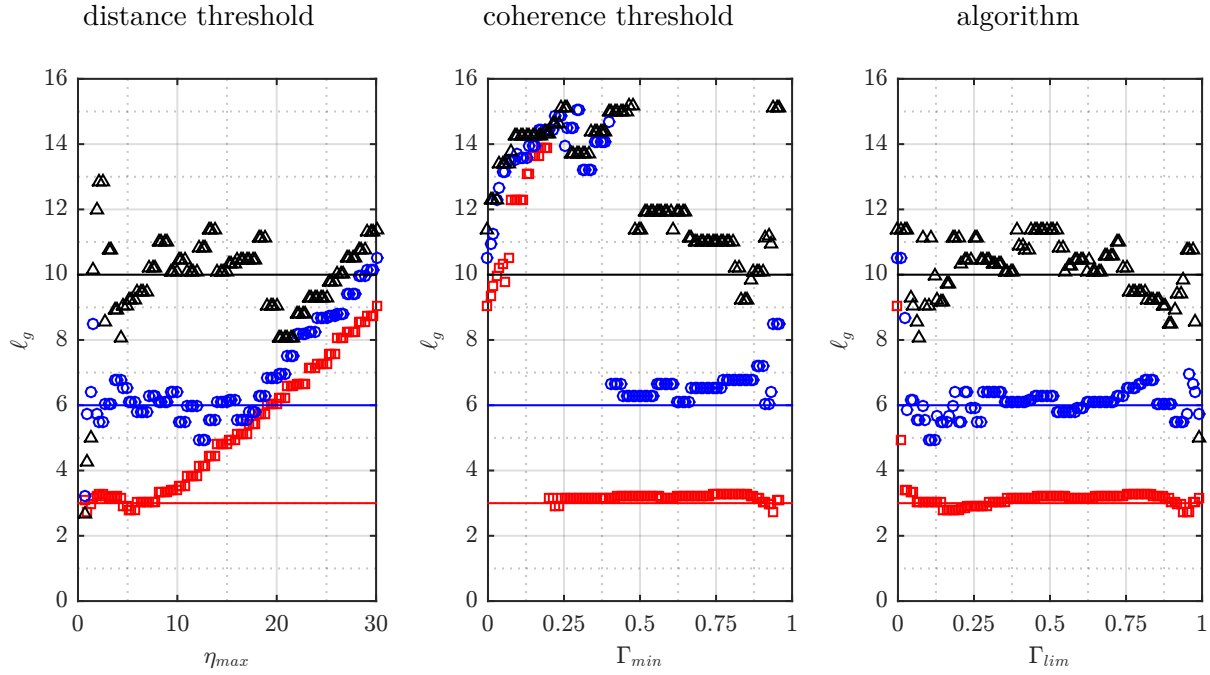 distance threshold
coherence threshold
algorithm
16
14
12
10
8
6
4
2
0
ℓ_g
0 10 20 30
η_max
16
14
12
10
8
6
4
2
0
ℓ_g
0 0.25 0.5 0.75 1
Γ_min
16
14
12
10
8
6
4
2
0
ℓ_g
0 0.25 0.5 0.75 1
Γ_lim